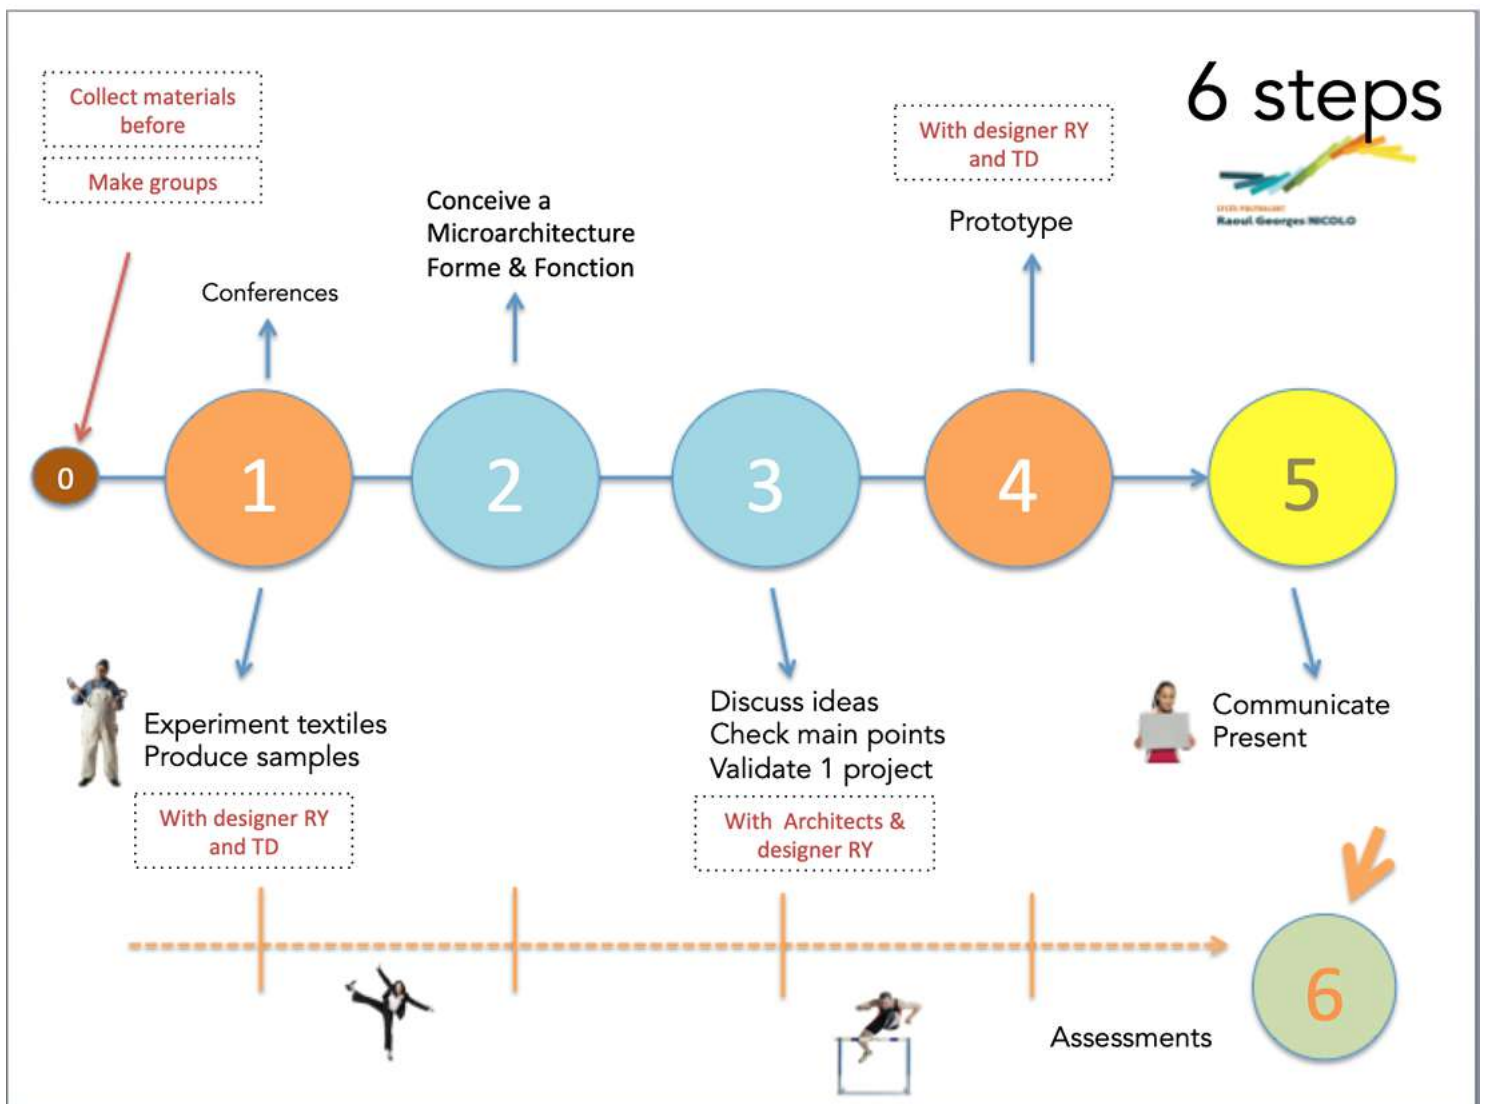 6 steps
LYCÉE POLYVALENT
Raoul Georges NICOLO
Collect materials
before
Make groups
Conferences
Conceive a
Microarchitecture
Forme & Fonction
With designer RY
and TD
Prototype
0
1
2
3
4
5
Experiment textiles
Produce samples
With designer RY
and TD
Discuss ideas
Check main points
Validate 1 project
With Architects &
designer RY
Communicate
Present
6
Assessments